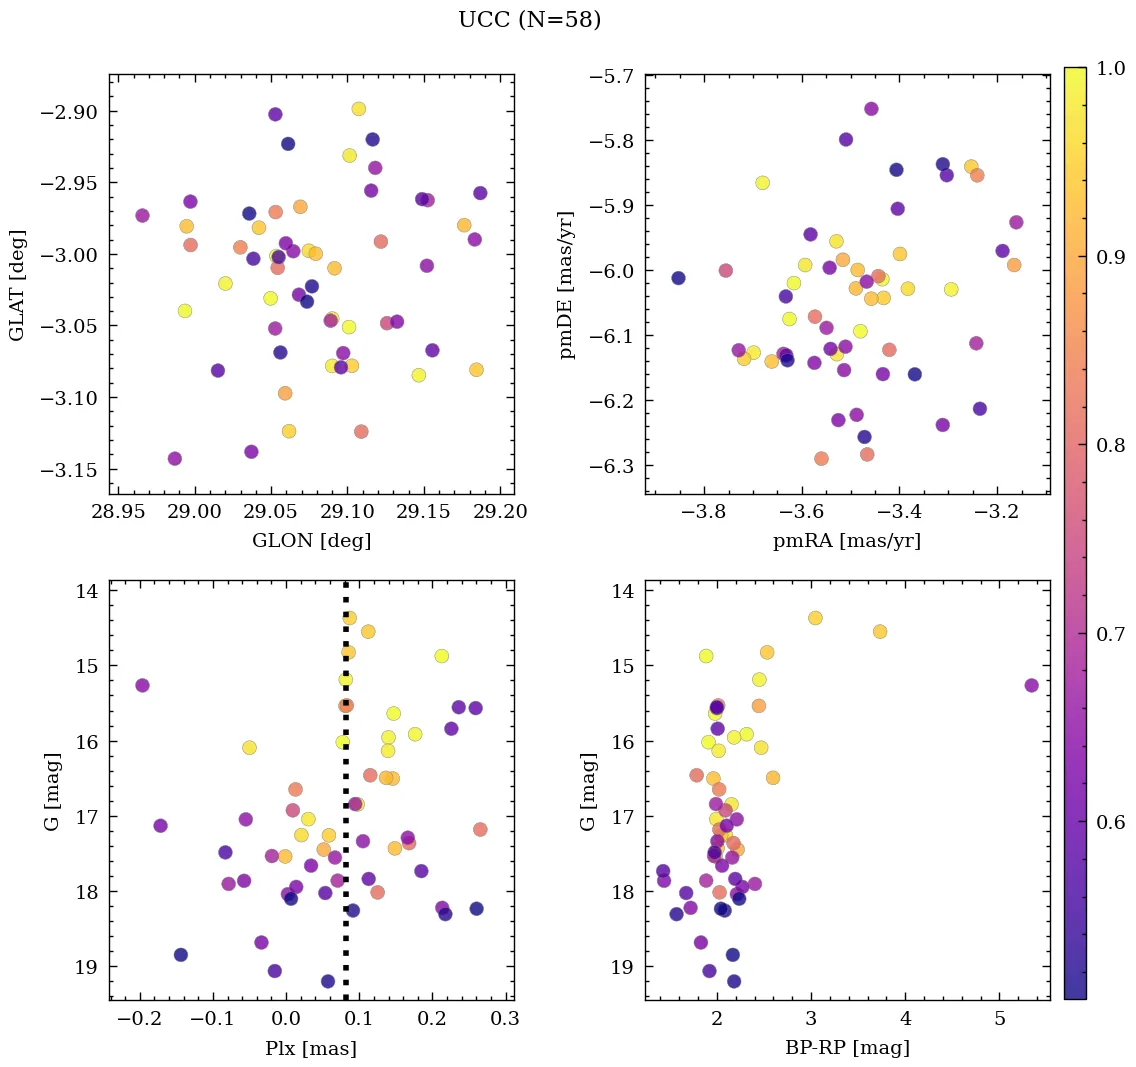 UCC (N=58)
−2.90
−2.95
−3.00
−3.05
−3.10
−3.15
GLAT [deg]
28.95 29.00 29.05 29.10 29.15 29.20
GLON [deg]
−5.7
−5.8
−5.9
−6.0
−6.1
−6.2
−6.3
pmDE [mas/yr]
−3.8 −3.6 −3.4 −3.2
pmRA [mas/yr]
14
15
16
17
18
19
G [mag]
−0.2 −0.1 0.0 0.1 0.2 0.3
Plx [mas]
14
15
16
17
18
19
G [mag]
2 3 4 5
BP-RP [mag]
1.0
0.9
0.8
0.7
0.6